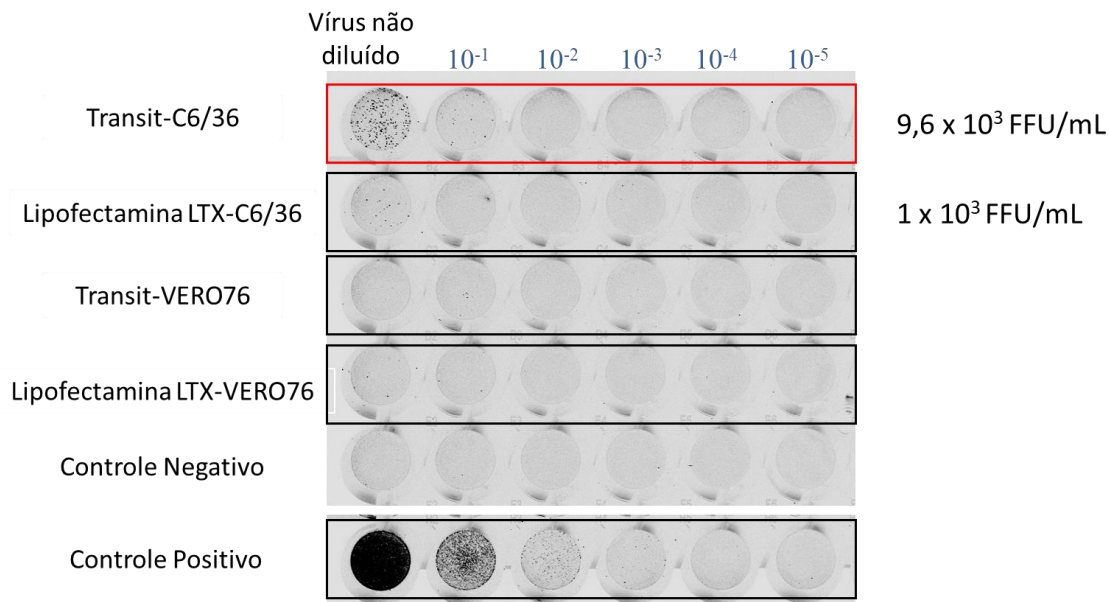 Vírus não
diluído
10⁻¹ 10⁻² 10⁻³ 10⁻⁴ 10⁻⁵
Transit-C6/36
9,6 x 10³ FFU/mL
Lipofectamina LTX-C6/36
1 x 10³ FFU/mL
Transit-VERO76
Lipofectamina LTX-VERO76
Controle Negativo
Controle Positivo